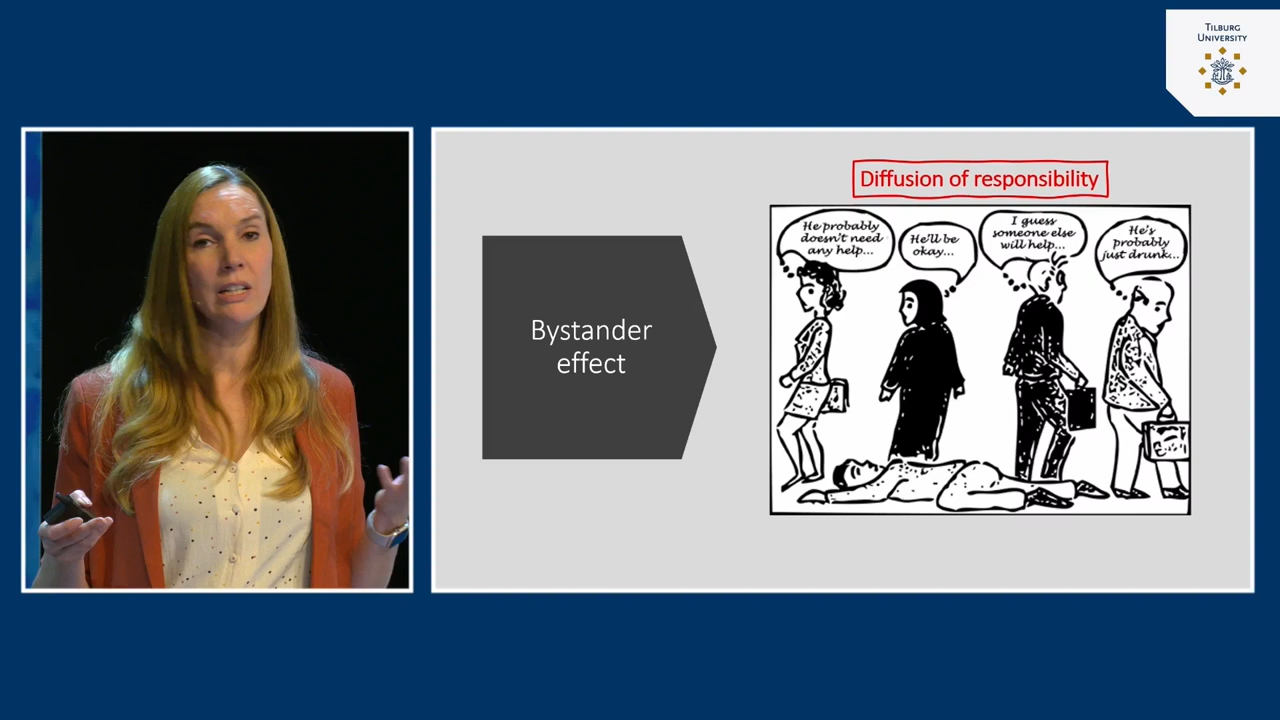 TILBURG
UNIVERSITY
Diffusion of responsibility
Bystander
effect
He probably
doesn't need
any help...
He'll be
okay...
I guess
someone else
will help...
He's
probably
just drunk...